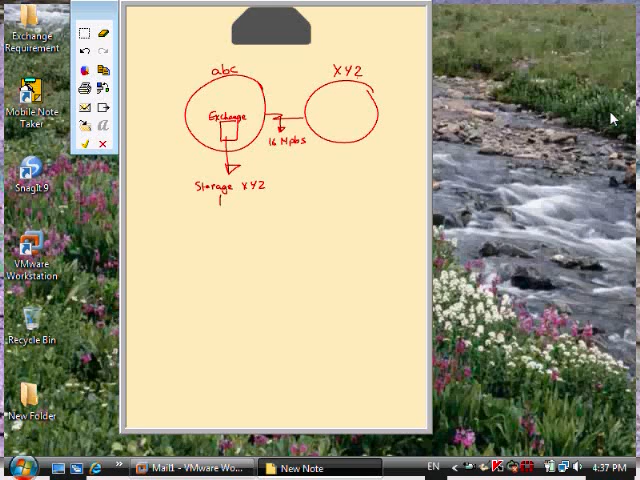 Exchange
Requirement
Mobile Note
Taker
SnagIt 9
VMware
Workstation
Recycle Bin
New Folder
abc
XYZ
Exchange
16 Mpbs
Storage XYZ
Mail1 - VMware Wo...
New Note
EN
4:37 PM